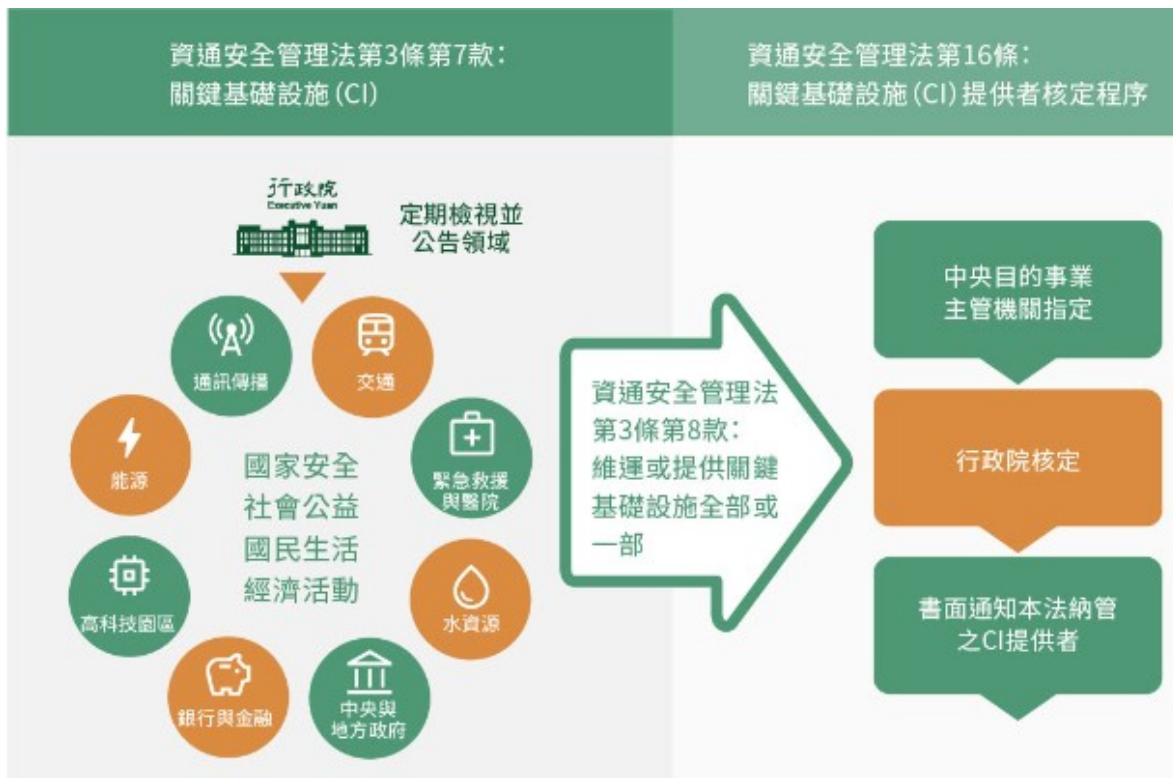 資通安全管理法第3條第7款：
關鍵基礎設施（CI）
資通安全管理法第16條：
關鍵基礎設施（CI）提供者核定程序
行政院
Executive Yuan
定期檢視並
公告領域
通訊傳播
交通
能源
緊急救援
與醫院
國家安全
社會公益
國民生活
經濟活動
高科技園區
水資源
銀行與金融
中央與
地方政府
資通安全管理法
第3條第8款：
維運或提供關鍵
基礎設施全部或
一部
中央目的事業
主管機關指定
行政院核定
書面通知本法納管
之CI提供者